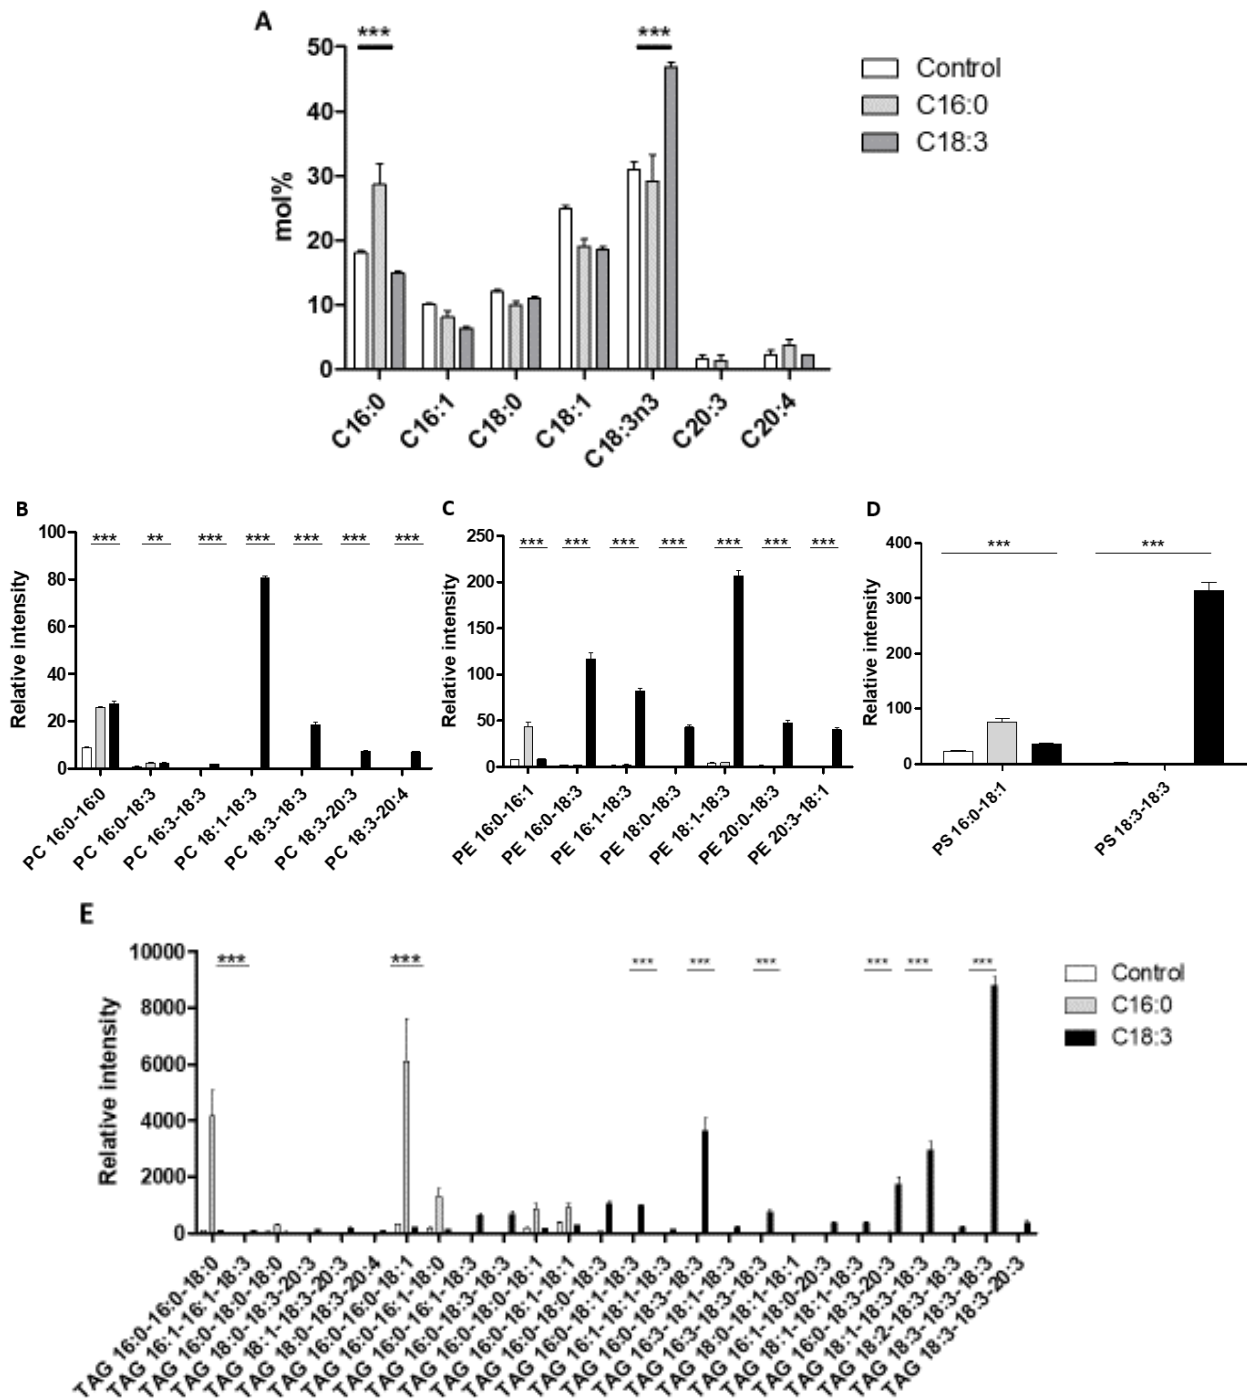 A
*** ***
50
40
30
20
10
0
mol%
Control
C16:0
C18:3
C16:0
C16:1
C18:0
C18:1
C18:3n3
C20:3
C20:4
B
*** ** *** *** *** *** ***
100
80
60
40
20
0
Relative intensity
PC 16:0-16:0
PC 16:0-18:3
PC 16:3-18:3
PC 18:1-18:3
PC 18:3-18:3
PC 18:3-20:3
PC 18:3-20:4
C
*** *** *** *** *** *** ***
250
200
150
100
50
0
Relative intensity
PE 16:0-16:1
PE 16:0-18:3
PE 16:1-18:3
PE 18:0-18:3
PE 18:1-18:3
PE 20:0-18:3
PE 20:3-18:1
D
*** ***
400
300
200
100
0
Relative intensity
PS 16:0-18:1
PS 18:3-18:3
E
*** *** *** *** *** *** *** ***
10000
8000
6000
4000
2000
0
Relative intensity
Control
C16:0
C18:3
TAG 16:0-16:0-18:0
TAG 16:1-16:1-18:3
TAG 16:0-18:0-18:0
TAG 18:0-18:3-20:3
TAG 18:1-18:3-20:3
TAG 18:0-18:3-20:4
TAG 16:0-16:0-18:1
TAG 16:0-16:1-18:0
TAG 16:0-16:1-18:3
TAG 16:0-18:3-18:3
TAG 16:0-18:0-18:1
TAG 16:0-18:1-18:1
TAG 16:0-18:0-18:3
TAG 16:0- 18:1-18:3
TAG 16:1-18:1-18:3
TAG 16:0-18:3-18:3
TAG 16:3-18:1-18:3
TAG 16:3-18:3-18:3
TAG 18:0-18:1-18:1
TAG 16:1-18:0-20:3
TAG 18:1-18:1-18:3
TAG 16:0-18:3-20:3
TAG 18:1-18:3-18:3
TAG 18:2-18:3-18:3
TAG 18:3-18:3-18:3
TAG 18:3-18:3-20:3